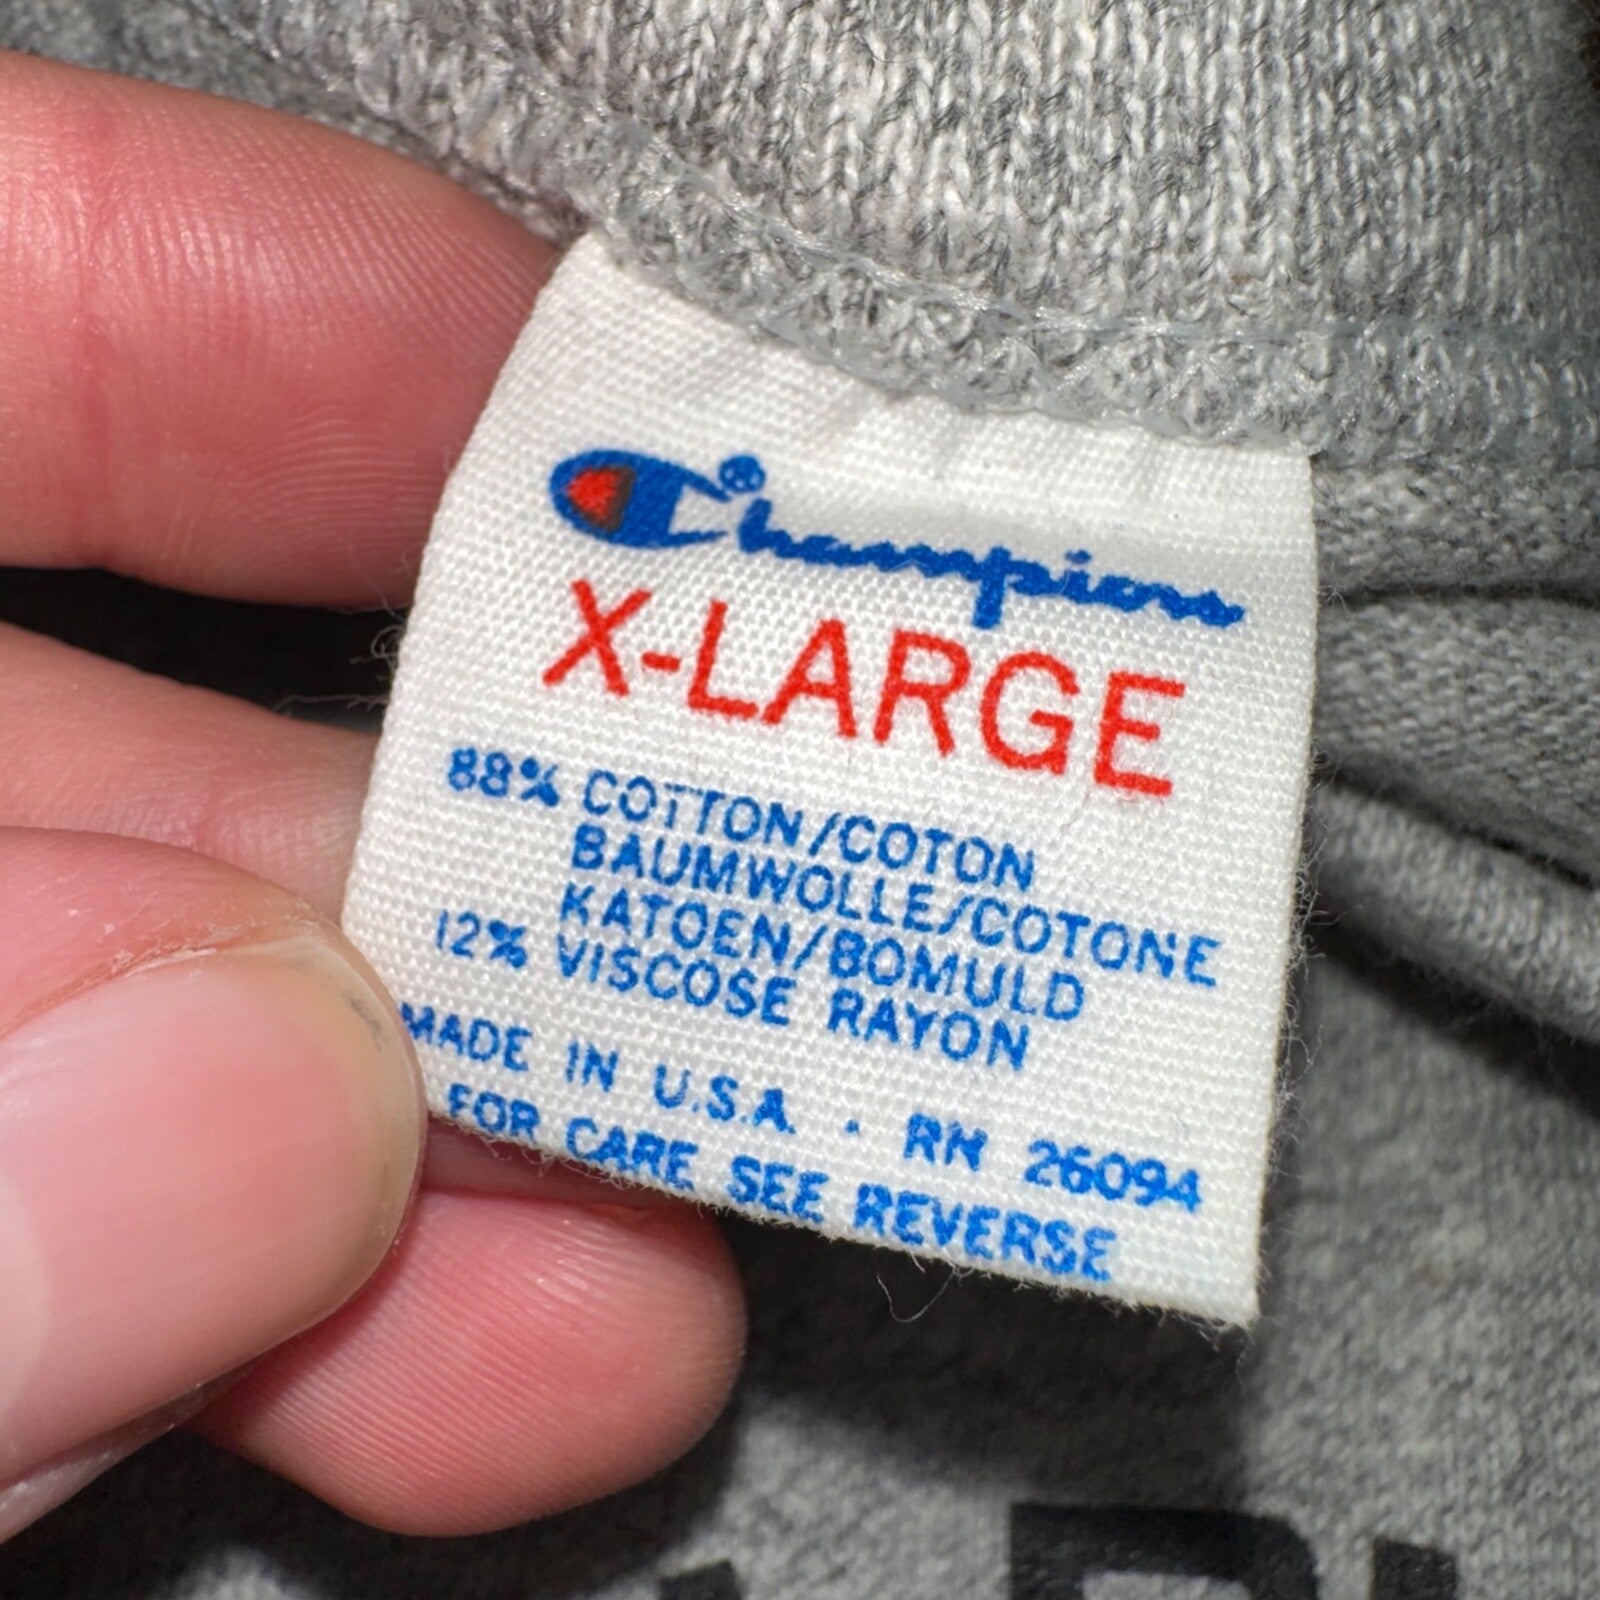 Champion®
X-LARGE
88% COTTON/COTON
BAUMWOLLE/COTONE
KATOEN/BOMULD
12% VISCOSE RAYON
MADE IN U.S.A. · RN 26094
FOR CARE SEE REVERSE